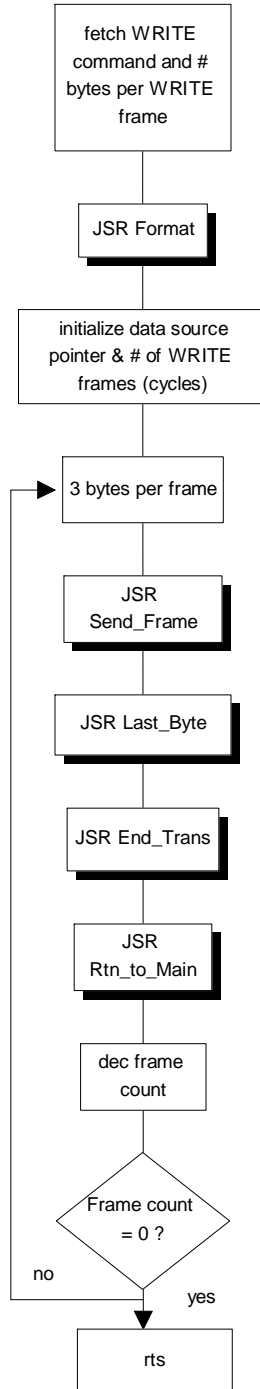 fetch WRITE
command and #
bytes per WRITE
frame
JSR Format
initialize data source
pointer & # of WRITE
frames (cycles)
3 bytes per frame
JSR
Send_Frame
JSR Last_Byte
JSR End_Trans
JSR
Rtn_to_Main
dec frame
count
Frame count
= 0 ?
no
yes
rts